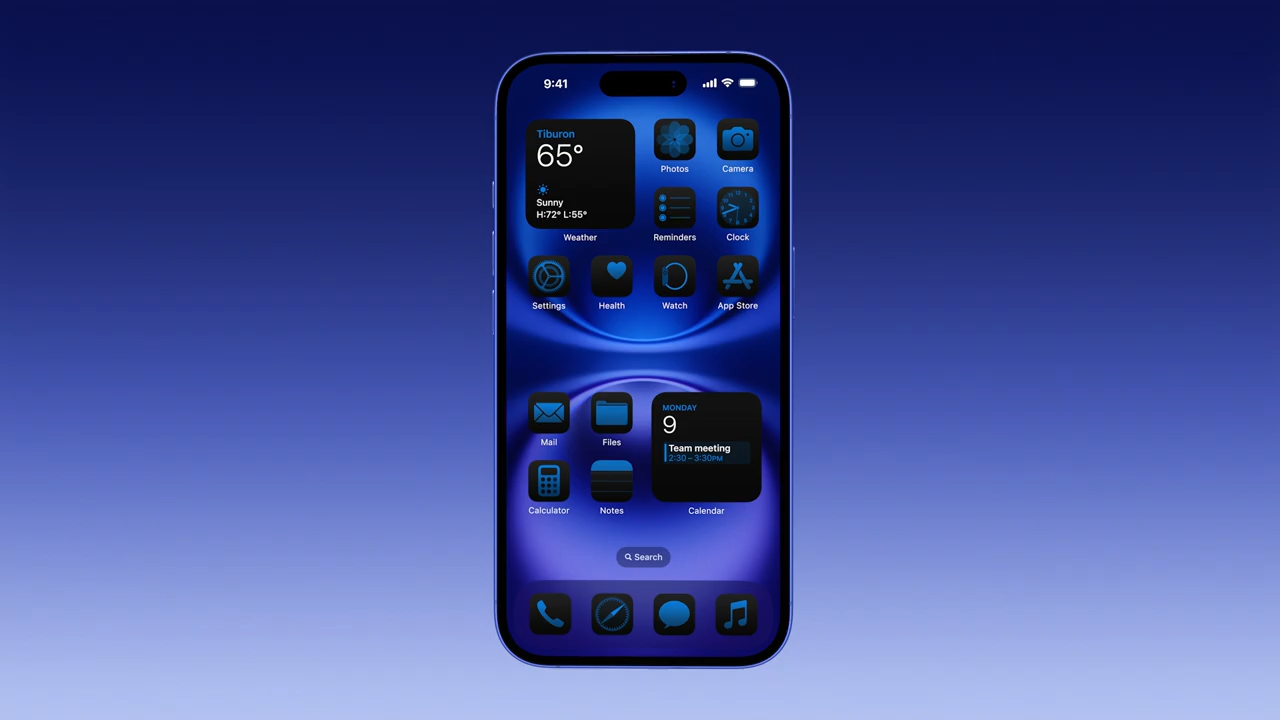 9:41
Tiburon
65°
Sunny
H:72° L:55°
Weather
Photos
Camera
Reminders
Clock
Settings
Health
Watch
App Store
Mail
Files
MONDAY
9
Team meeting
2:30 – 3:30PM
Calculator
Notes
Calendar
Search